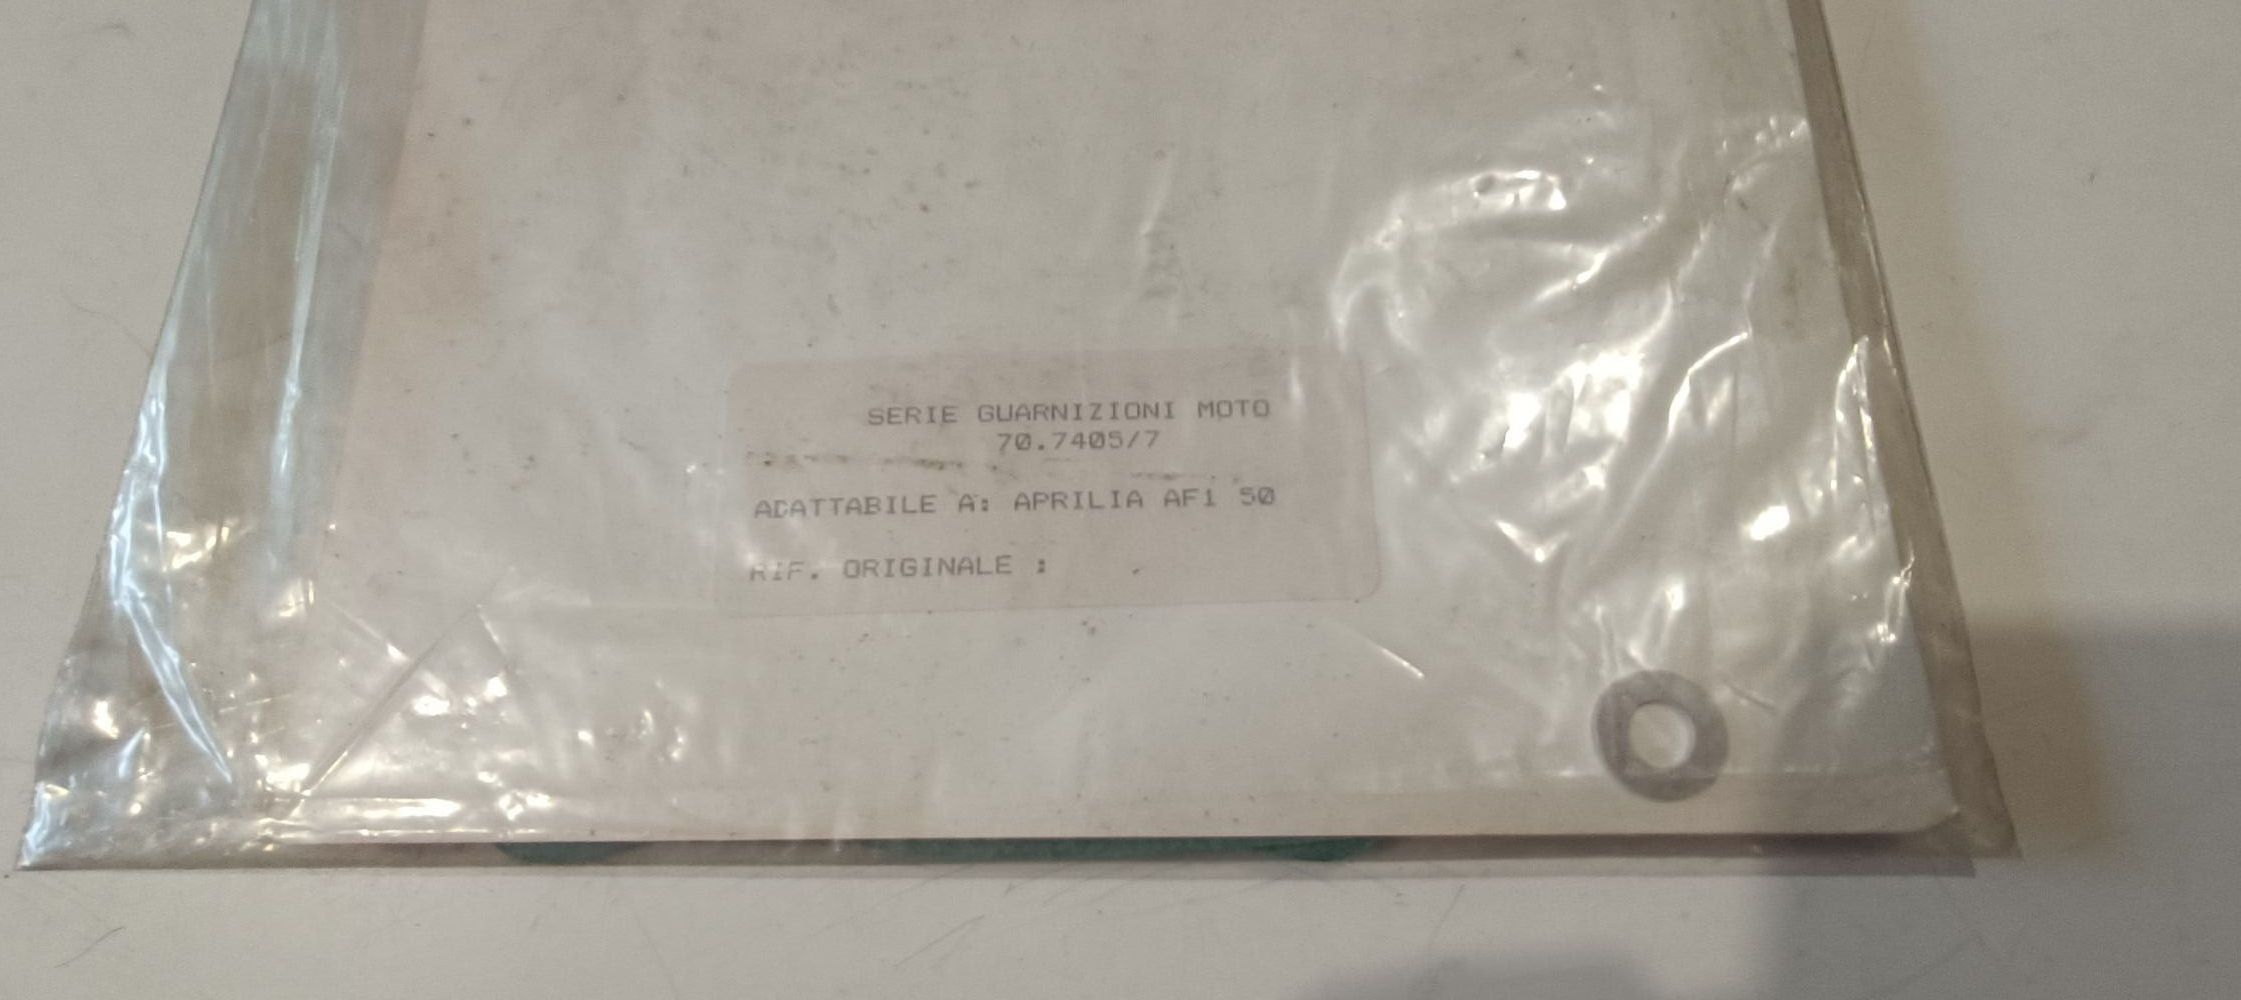 SERIE GUARNIZIONI MOTO
70.7405/7
ADATTABILE A: APRILIA AF1 50
RIF. ORIGINALE :